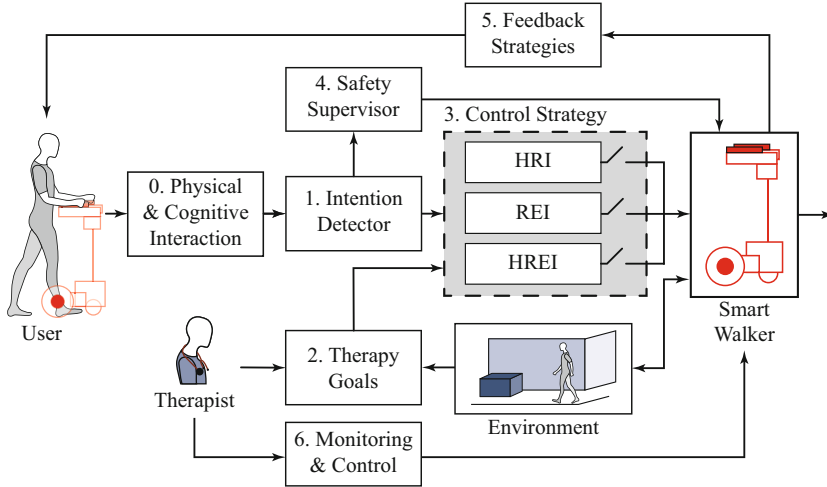 5. Feedback
Strategies
4. Safety
Supervisor
3. Control Strategy
HRI
0. Physical
& Cognitive
Interaction
1. Intention
Detector
REI
HREI
User
Smart
Walker
2. Therapy
Goals
Therapist
Environment
6. Monitoring
& Control